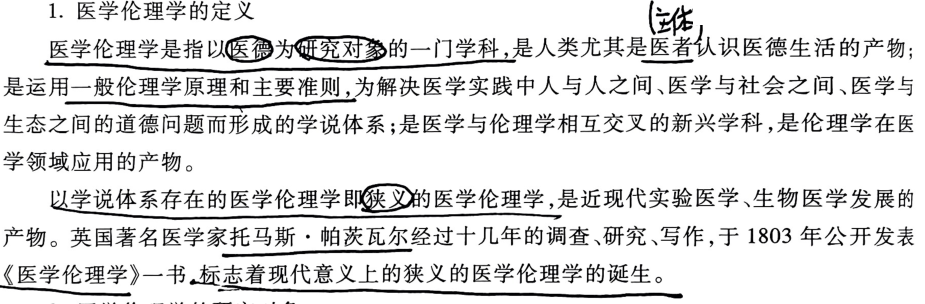 1. 医学伦理学的定义
(主体)
医学伦理学是指以医德为研究对象的一门学科,是人类尤其是医者认识医德生活的产物;
是运用一般伦理学原理和主要准则,为解决医学实践中人与人之间、医学与社会之间、医学与
生态之间的道德问题而形成的学说体系;是医学与伦理学相互交叉的新兴学科,是伦理学在医
学领域应用的产物。
以学说体系存在的医学伦理学即狭义的医学伦理学,是近现代实验医学、生物医学发展的
产物。英国著名医学家托马斯·帕茨瓦尔经过十几年的调查、研究、写作,于 1803 年公开发表
《医学伦理学》一书,标志着现代意义上的狭义的医学伦理学的诞生。